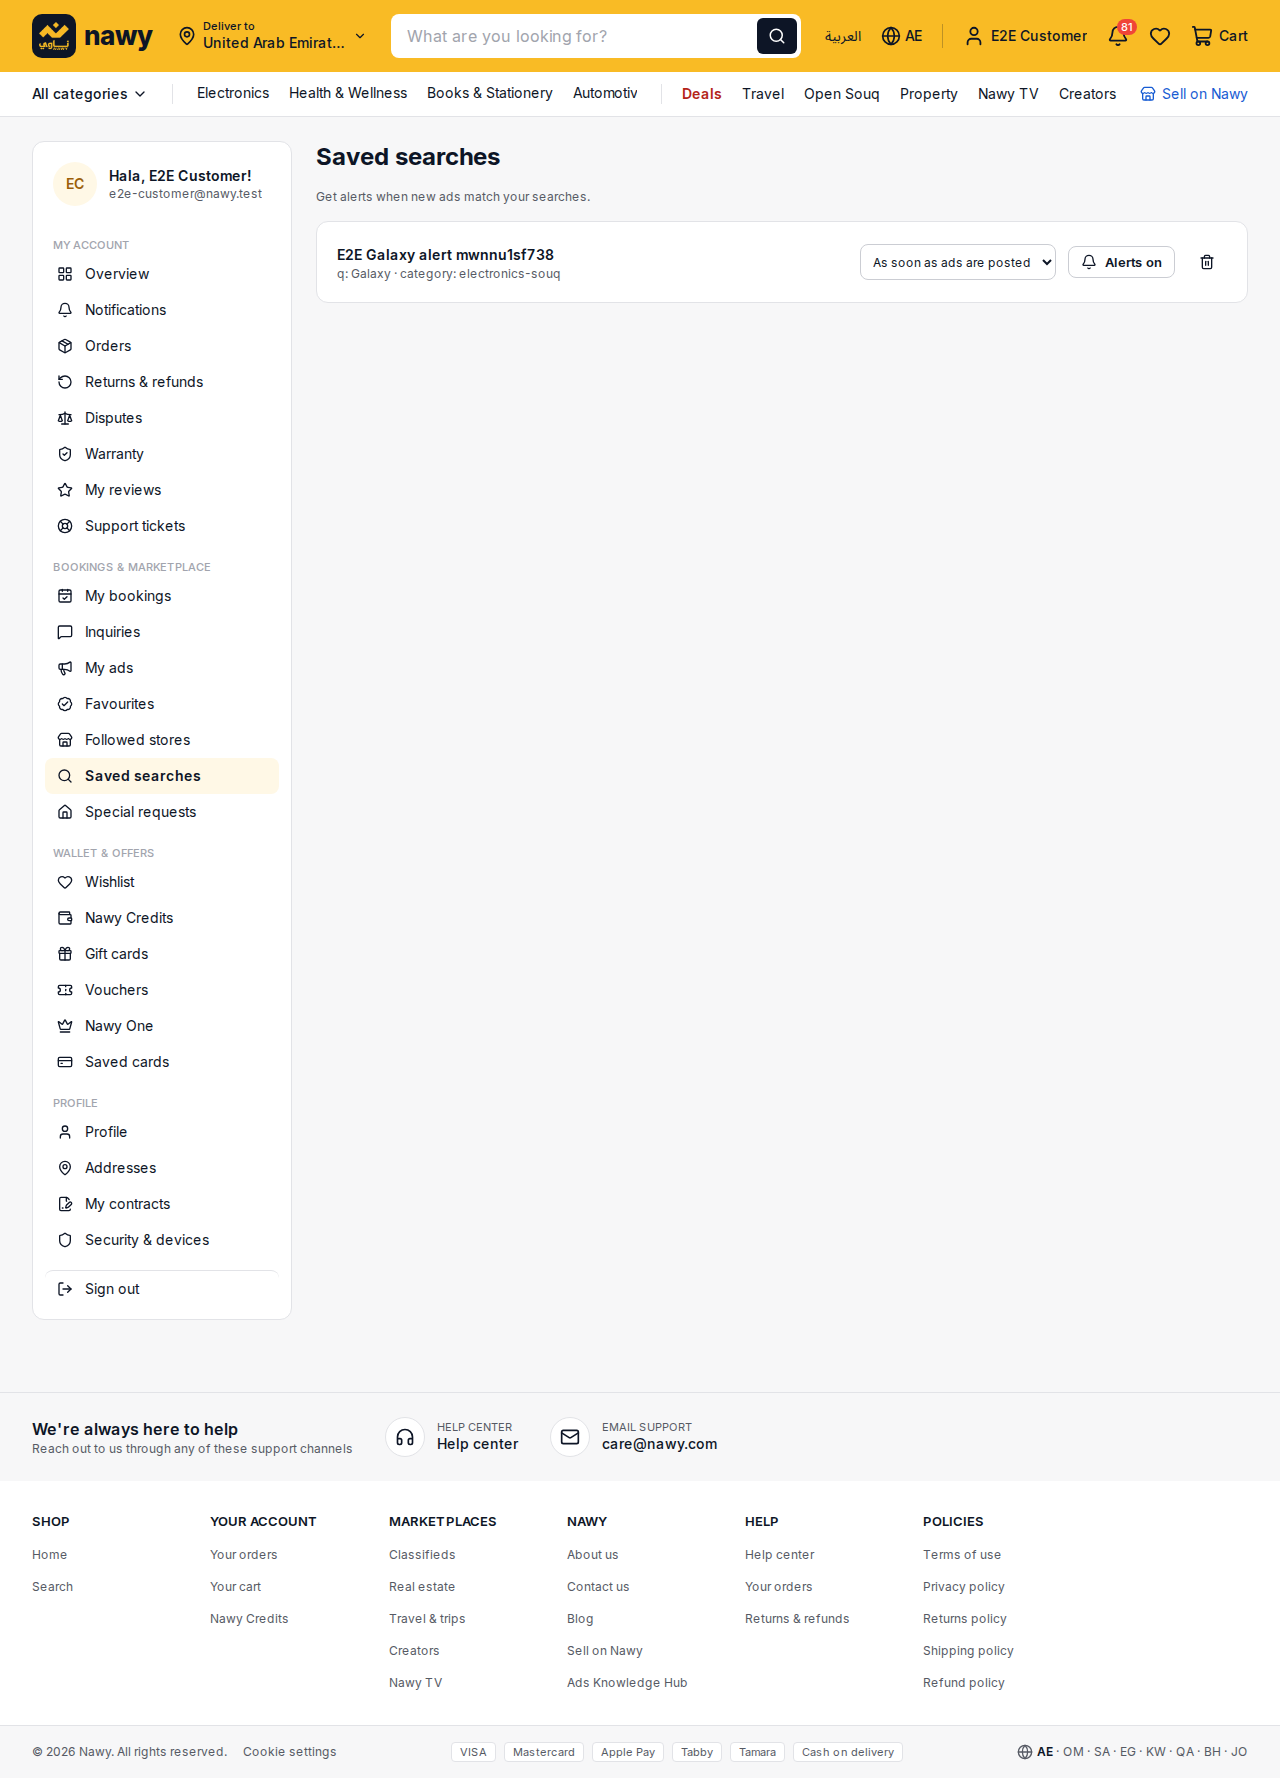 nawy
Deliver to
United Arab Emirat...
What are you looking for?
العربية
AE
E2E Customer
81
Cart
All categories
Electronics
Health & Wellness
Books & Stationery
Automotiv
Deals
Travel
Open Souq
Property
Nawy TV
Creators
Sell on Nawy
EC
Hala, E2E Customer!
e2e-customer@nawy.test
MY ACCOUNT
Overview
Notifications
Orders
Returns & refunds
Disputes
Warranty
My reviews
Support tickets
BOOKINGS & MARKETPLACE
My bookings
Inquiries
My ads
Favourites
Followed stores
Saved searches
Special requests
WALLET & OFFERS
Wishlist
Nawy Credits
Gift cards
Vouchers
Nawy One
Saved cards
PROFILE
Profile
Addresses
My contracts
Security & devices
Sign out
Saved searches
Get alerts when new ads match your searches.
E2E Galaxy alert mwnnu1sf738
q: Galaxy · category: electronics-souq
As soon as ads are posted
Alerts on
We're always here to help
Reach out to us through any of these support channels
HELP CENTER
Help center
EMAIL SUPPORT
care@nawy.com
SHOP
Home
Search
YOUR ACCOUNT
Your orders
Your cart
Nawy Credits
MARKETPLACES
Classifieds
Real estate
Travel & trips
Creators
Nawy TV
NAWY
About us
Contact us
Blog
Sell on Nawy
Ads Knowledge Hub
HELP
Help center
Your orders
Returns & refunds
POLICIES
Terms of use
Privacy policy
Returns policy
Shipping policy
Refund policy
© 2026 Nawy. All rights reserved.
Cookie settings
VISA
Mastercard
Apple Pay
Tabby
Tamara
Cash on delivery
AE · OM · SA · EG · KW · QA · BH · JO